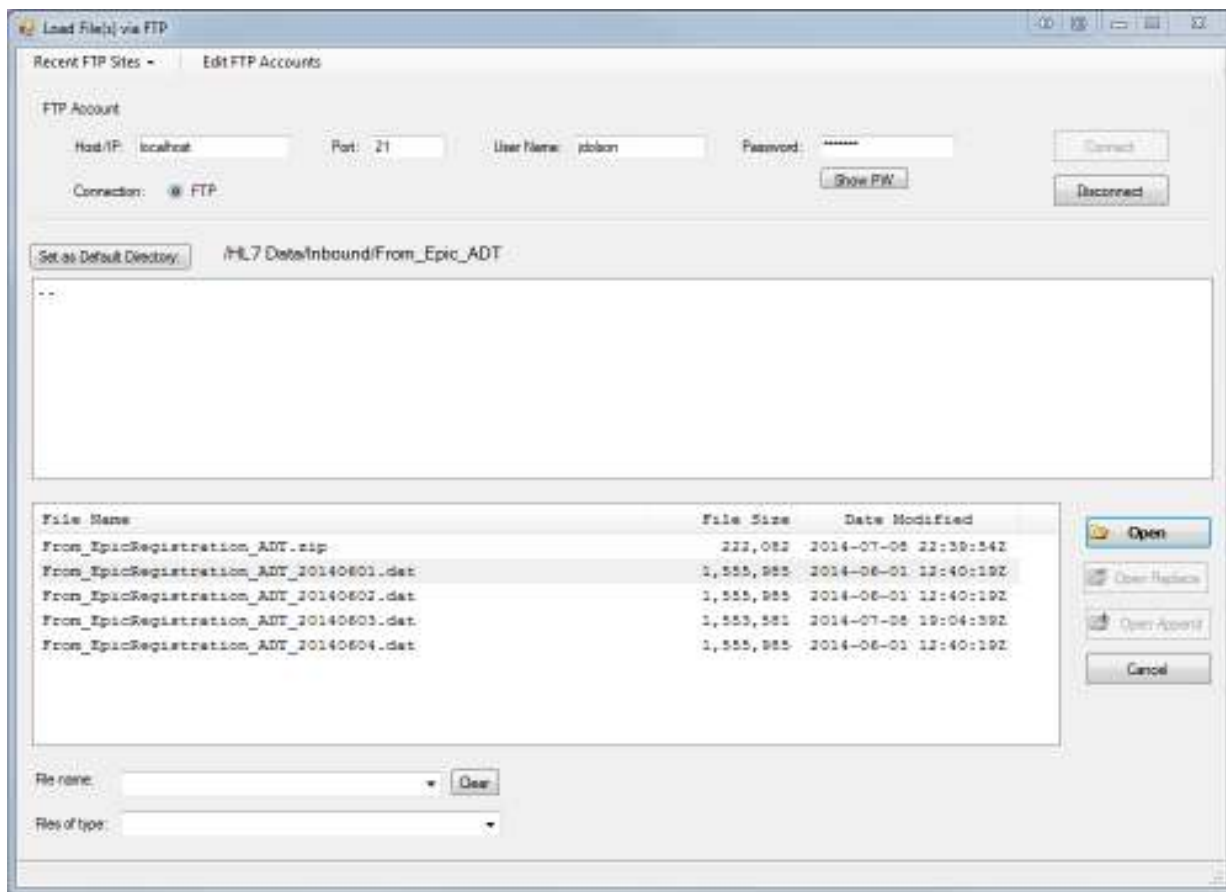 Load File(s) via FTP
Recent FTP Sites Edit FTP Accounts
FTP Account
Host/IP: localhost Port: 21 User Name: jdolson Password: ******* Connect
Show PW
Connection: FTP Disconnect
Set as Default Directory: /HL7 Data/Inbound/From_Epic_ADT
--
File Name File Size Date Modified
From_EpicRegistration_ADT.zip 222,082 2014-07-08 22:39:54Z
From_EpicRegistration_ADT_20140601.dat 1,555,985 2014-06-01 12:40:19Z
From_EpicRegistration_ADT_20140602.dat 1,555,985 2014-06-01 12:40:19Z
From_EpicRegistration_ADT_20140603.dat 1,553,581 2014-07-08 19:04:39Z
From_EpicRegistration_ADT_20140604.dat 1,555,985 2014-06-01 12:40:19Z
Open
Open Replace
Open Append
Cancel
File name: Clear
Files of type: